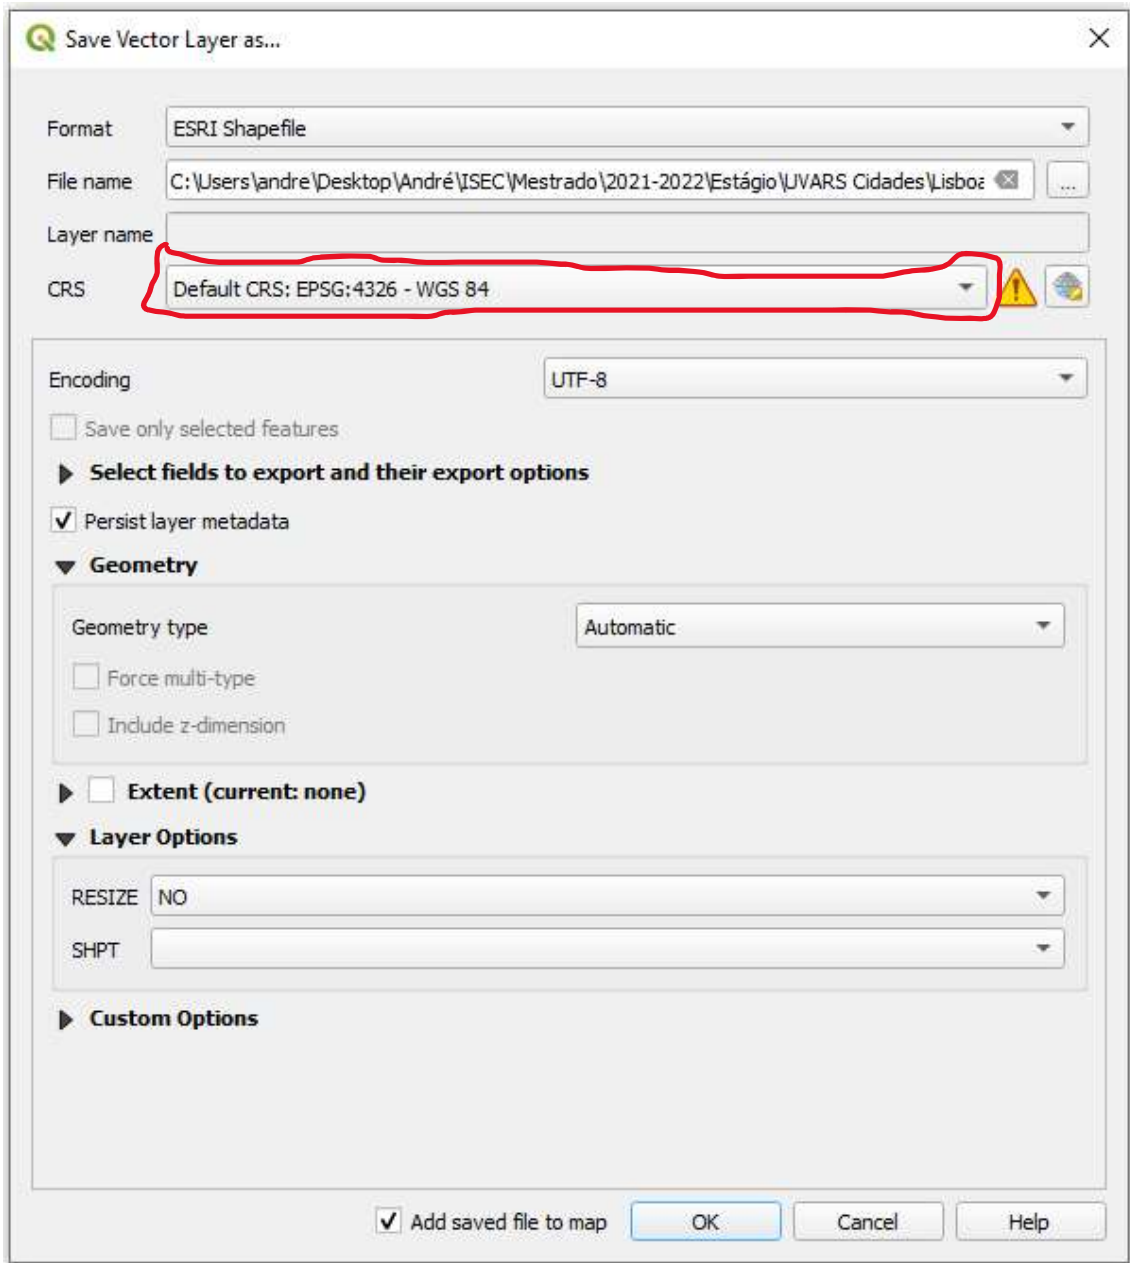 Save Vector Layer as...
Format ESRI Shapefile
File name C:\Users\andre\Desktop\André\ISEC\Mestrado\2021-2022\Estágio\UVARS Cidades\Lisboa ...
Layer name
CRS Default CRS: EPSG:4326 - WGS 84
Encoding UTF-8
Save only selected features
Select fields to export and their export options
Persist layer metadata
Geometry
Geometry type Automatic
Force multi-type
Include z-dimension
Extent (current: none)
Layer Options
RESIZE NO
SHPT
Custom Options
Add saved file to map OK Cancel Help